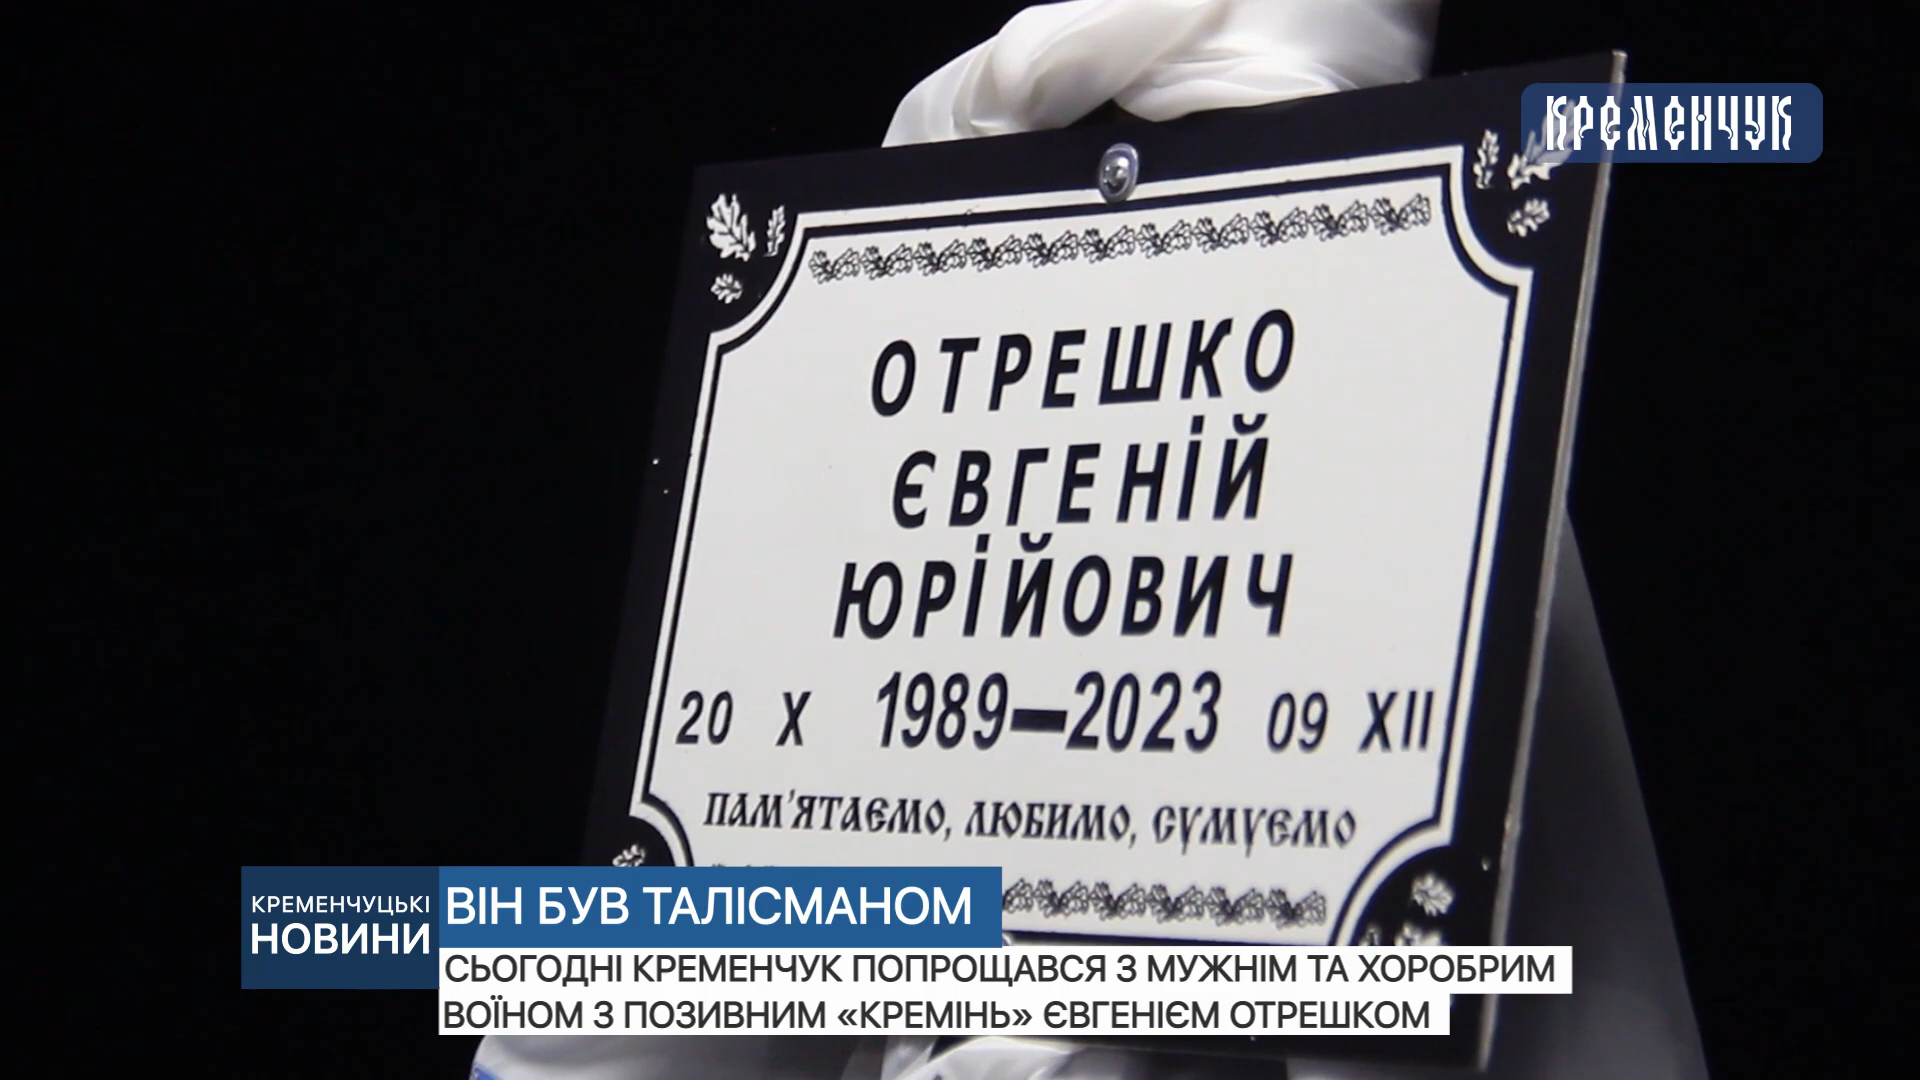 КРЕМЕНЧУК
ОТРЕШКО
ЄВГЕНІЙ
ЮРІЙОВИЧ
20 X 1989—2023 09 XII
ПАМ'ЯТАЄМО, ЛЮБИМО, СУМУЄМО
КРЕМЕНЧУЦЬКІ
НОВИНИ
ВІН БУВ ТАЛІСМАНОМ
СЬОГОДНІ КРЕМЕНЧУК ПОПРОЩАВСЯ З МУЖНІМ ТА ХОРОБРИМ
ВОЇНОМ З ПОЗИВНИМ «КРЕМІНЬ» ЄВГЕНІЄМ ОТРЕШКОМ